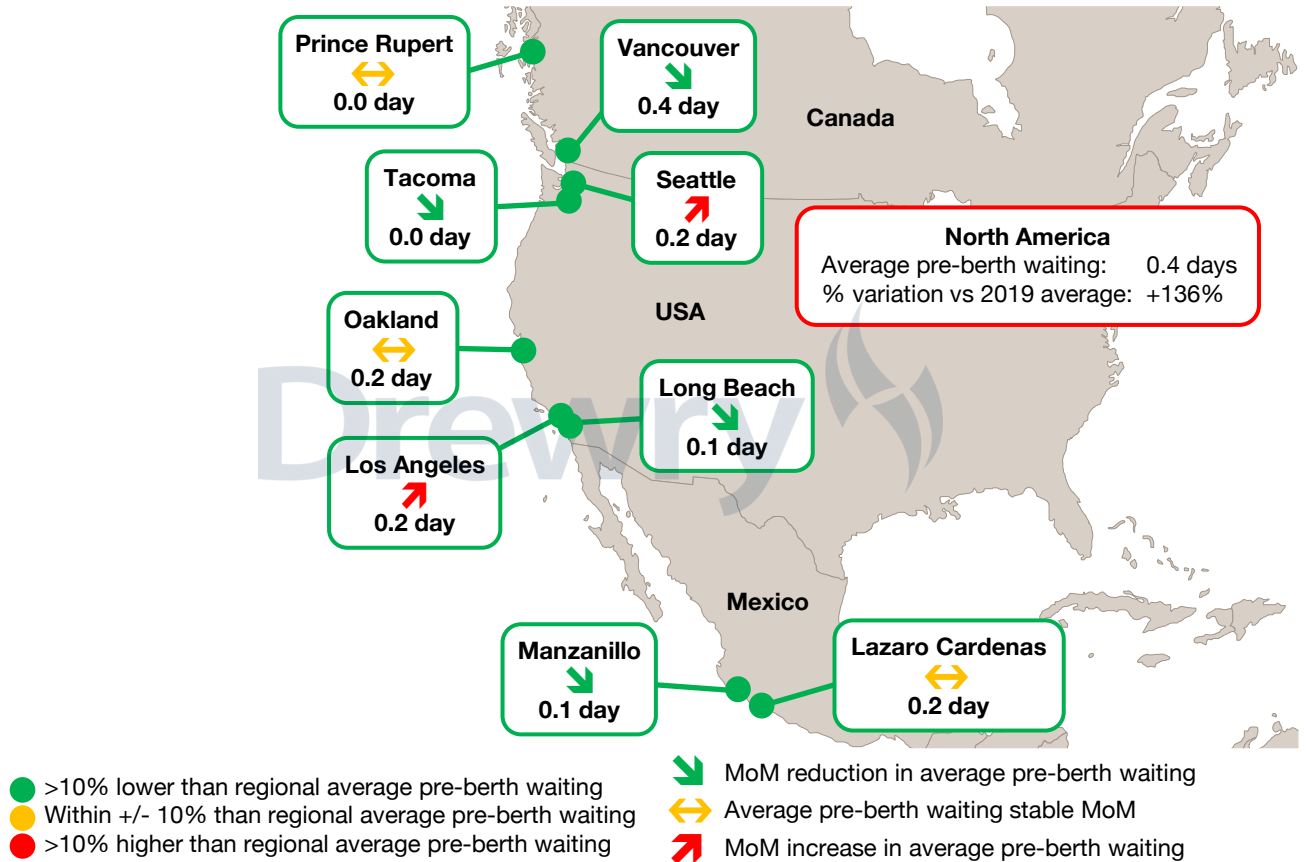 Prince Rupert
0.0 day
Vancouver
0.4 day
Canada
Tacoma
0.0 day
Seattle
0.2 day
North America
Average pre-berth waiting: 0.4 days
% variation vs 2019 average: +136%
USA
Oakland
0.2 day
Long Beach
0.1 day
Drewry
Los Angeles
0.2 day
Mexico
Manzanillo
0.1 day
Lazaro Cardenas
0.2 day
>10% lower than regional average pre-berth waiting
Within +/- 10% than regional average pre-berth waiting
>10% higher than regional average pre-berth waiting
MoM reduction in average pre-berth waiting
Average pre-berth waiting stable MoM
MoM increase in average pre-berth waiting